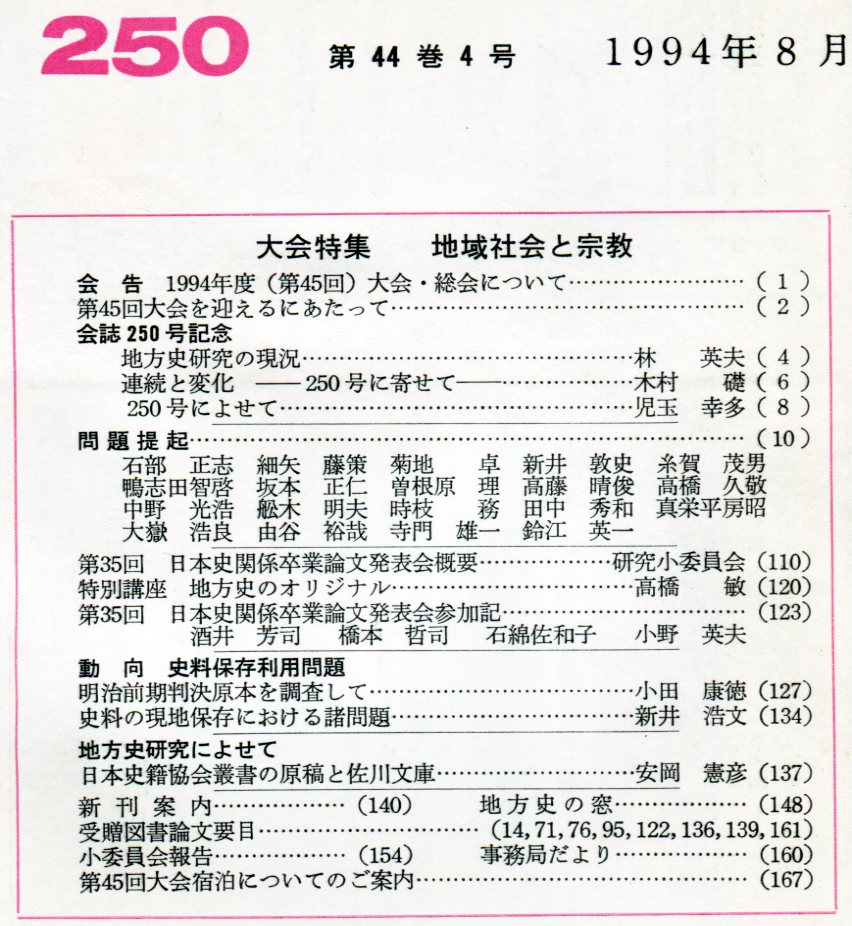 250 第44巻4号 1994年8月
大会特集 地域社会と宗教
会告 1994年度(第45回)大会・総会について……………………(1)
第45回大会を迎えるにあたって……………………………………(2)
会誌250号記念
地方史研究の現況……………………………………林 英夫(4)
連続と変化 ――250号に寄せて――………………木村 礎(6)
250号によせて………………………………………児玉 幸多(8)
問題提起……………………………………………………………(10)
石部 正志 細矢 藤策 菊地 卓 新井 敦史 糸賀 茂男
鴨志田智啓 坂本 正仁 曽根原 理 高藤 晴俊 高橋 久敬
中野 光浩 舩木 明夫 時枝 務 田中 秀和 真栄平房昭
大嶽 浩良 由谷 裕哉 寺門 雄一 鈴江 英一
第35回 日本史関係卒業論文発表会概要………………研究小委員会(110)
特別講座 地方史のオリジナル…………………………高橋 敏(120)
第35回 日本史関係卒業論文発表会参加記…………………………(123)
酒井 芳司 橋本 哲司 石綿佐和子 小野 英夫
動向 史料保存利用問題
明治前期判決原本を調査して……………………………小田 康徳(127)
史料の現地保存における諸問題…………………………新井 浩文(134)
地方史研究によせて
日本史籍協会叢書の原稿と佐川文庫……………………安岡 憲彦(137)
新刊案内………………(140) 地方史の窓………………(148)
受贈図書論文要目………………………(14,71,76,95,122,136,139,161)
小委員会報告……………(154) 事務局だより………………(160)
第45回大会宿泊についてのご案内……………………………………(167)